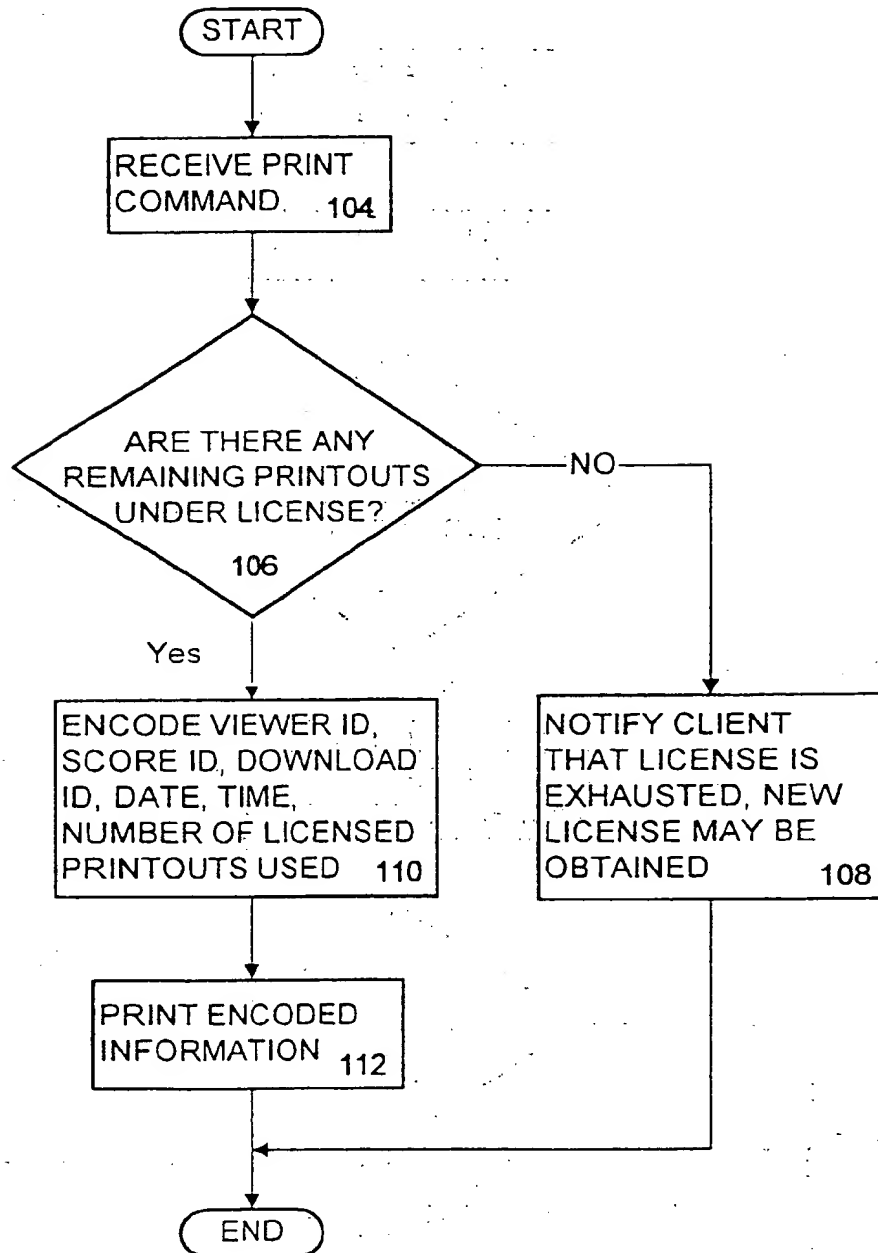 START
RECEIVE PRINT
COMMAND. 104
ARE THERE ANY
REMAINING PRINTOUTS
UNDER LICENSE?
106
NO
Yes
ENCODE VIEWER ID,
SCORE ID, DOWNLOAD
ID, DATE, TIME,
NUMBER OF LICENSED
PRINTOUTS USED 110
NOTIFY CLIENT
THAT LICENSE IS
EXHAUSTED, NEW
LICENSE MAY BE
OBTAINED 108
PRINT ENCODED
INFORMATION 112
END